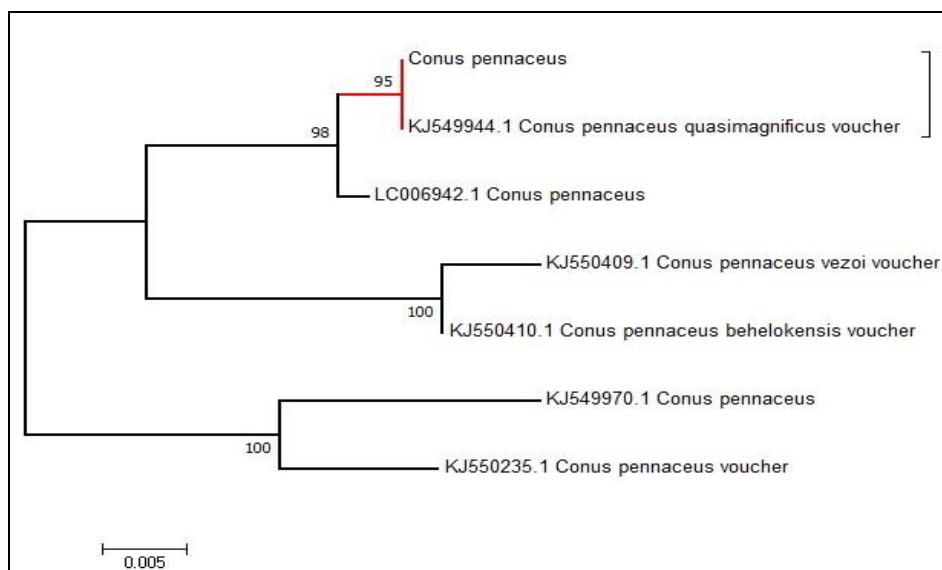 Conus pennaceus
95
KJ549944.1 Conus pennaceus quasimagnificus voucher
98
LC006942.1 Conus pennaceus
KJ550409.1 Conus pennaceus vezoi voucher
100
KJ550410.1 Conus pennaceus behelokensis voucher
KJ549970.1 Conus pennaceus
100
KJ550235.1 Conus pennaceus voucher
0.005